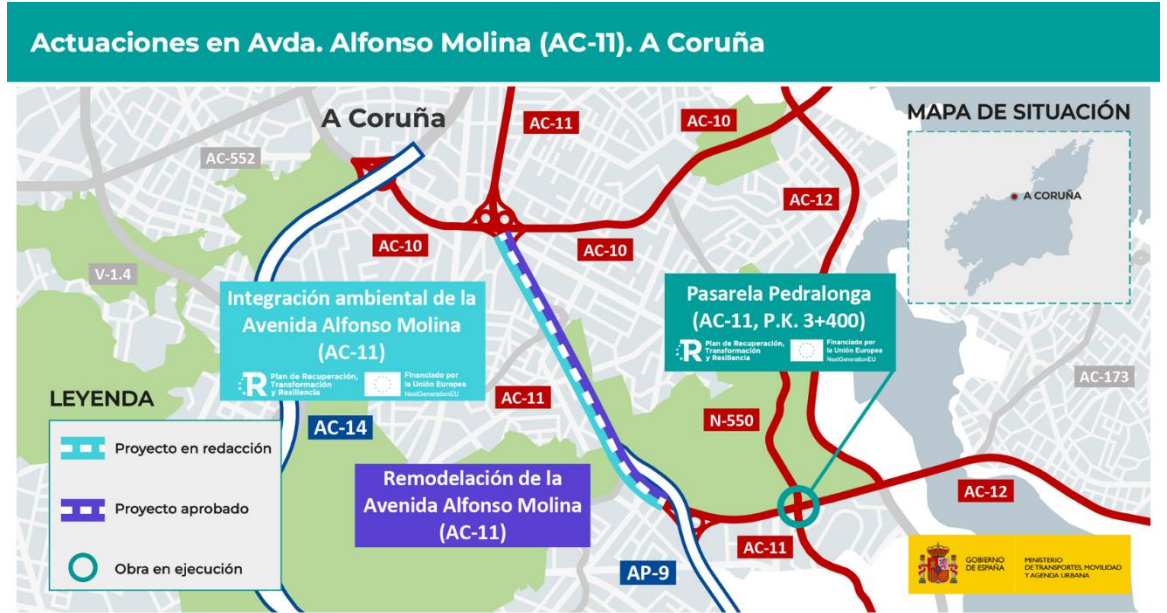 Actuaciones en Avda. Alfonso Molina (AC-11). A Coruña
A Coruña
AC-11
AC-10
MAPA DE SITUACIÓN
A CORUÑA
AC-552
AC-12
AC-10
AC-10
V-1.4
Integración ambiental de la
Avenida Alfonso Molina
(AC-11)
Plan de Recuperación,
Transformación
y Resiliencia
Financiado por
la Unión Europea
NextGenerationEU
Pasarela Pedralonga
(AC-11, P.K. 3+400)
Plan de Recuperación,
Transformación
y Resiliencia
Financiado por
la Unión Europea
NextGenerationEU
AC-173
LEYENDA
Proyecto en redacción
Proyecto aprobado
Obra en ejecución
AC-11
AC-14
N-550
Remodelación de la
Avenida Alfonso Molina
(AC-11)
AC-12
AC-11
AP-9
GOBIERNO
DE ESPAÑA
MINISTERIO
DE TRANSPORTES, MOVILIDAD
Y AGENDA URBANA